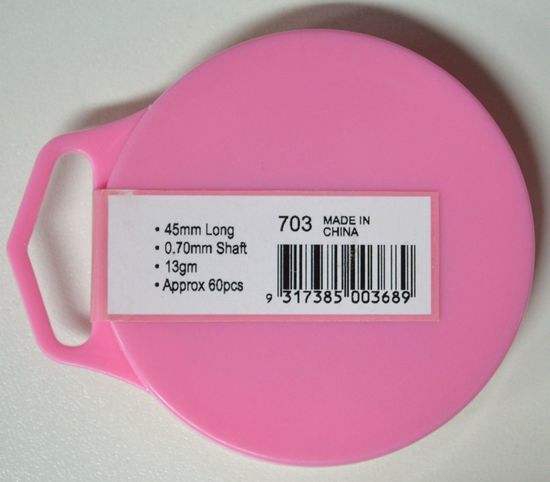 • 45mm Long
• 0.70mm Shaft
• 13gm
• Approx 60pcs
703 MADE IN
CHINA
9 317385 003689